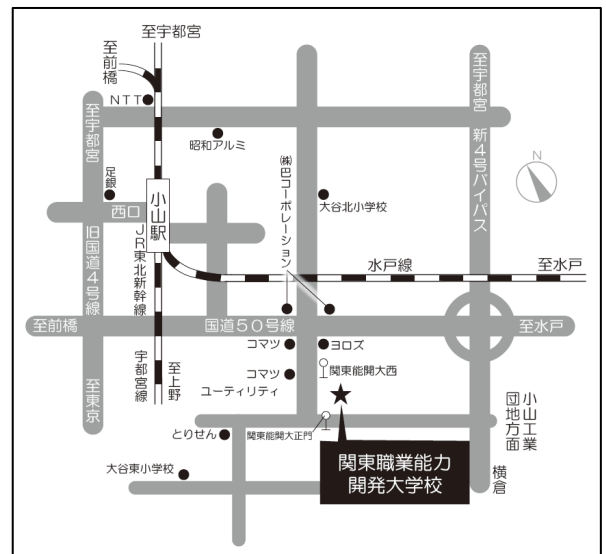 至宇都宮
至前橋
NTT
至宇都宮
昭和アルミ
至宇都宮
新4号バイパス
N
足銀
西口
小山駅
㈱巴コーポレーション
大谷北小学校
旧国道4号線
JR東北新幹線
水戸線
至水戸
至前橋
国道50号線
至水戸
コマツ
ヨロズ
宇都宮線
至上野
コマツ
ユーティリティ
関東能開大西
至東京
小山工業
団地方面
とりせん
関東能開大正門
大谷東小学校
関東職業能力
開発大学校
横倉